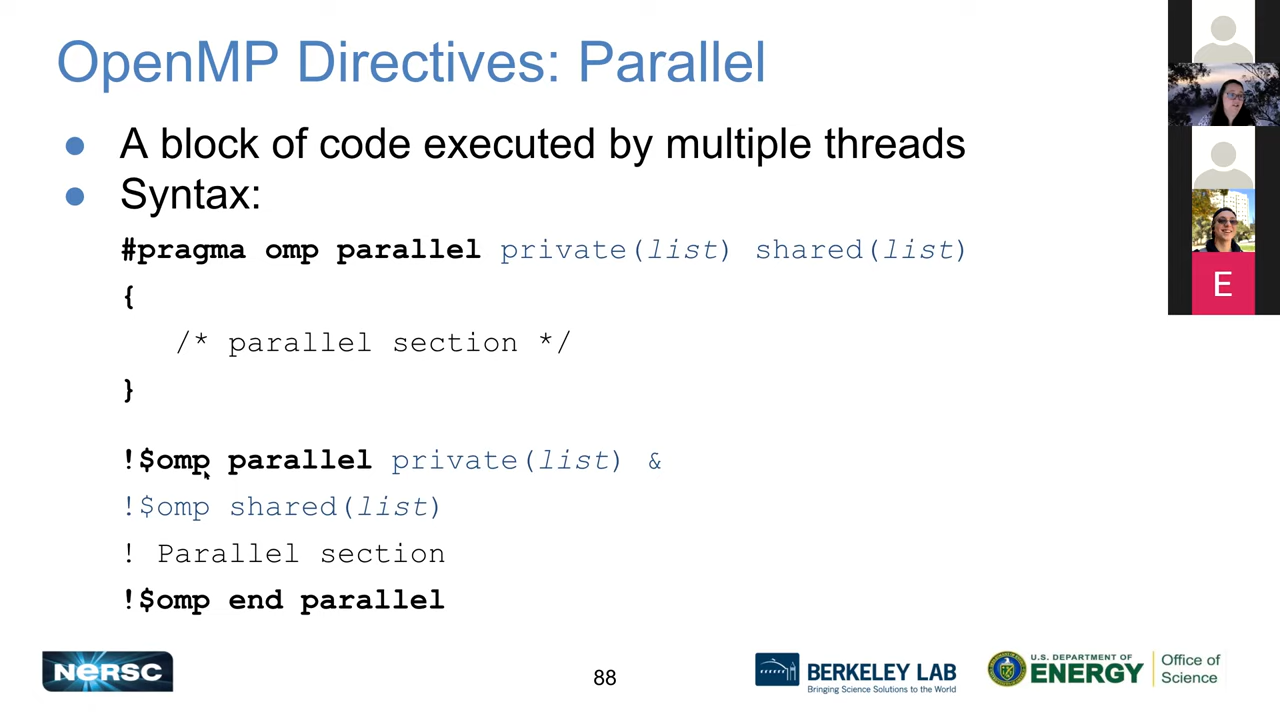 OpenMP Directives: Parallel
● A block of code executed by multiple threads
● Syntax:
#pragma omp parallel private(list) shared(list)
{
/* parallel section */
}
!$omp parallel private(list) &
!$omp shared(list)
! Parallel section
!$omp end parallel
E
NERSC
88
BERKELEY LAB
Bringing Science Solutions to the World
U.S. DEPARTMENT OF
ENERGY
Office of
Science